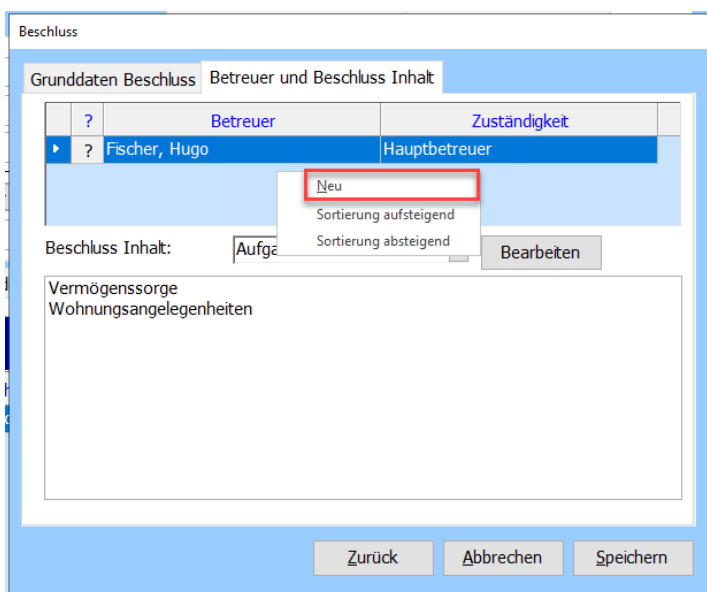 Beschluss
Grunddaten Beschluss Betreuer und Beschluss Inhalt
? Betreuer Zuständigkeit
? Fischer, Hugo Hauptbetreuer
Neu
Sortierung aufsteigend
Sortierung absteigend
Beschluss Inhalt: Bearbeiten
Vermögenssorge
Wohnungsangelegenheiten
Zurück Abbrechen Speichern